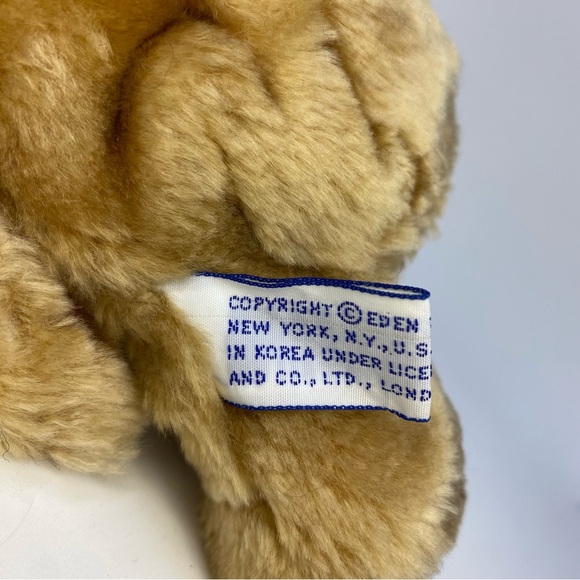 COPYRIGHT © EDEN
NEW YORK, N.Y., U.S.
IN KOREA UNDER LICE
AND CO., LTD., LOND